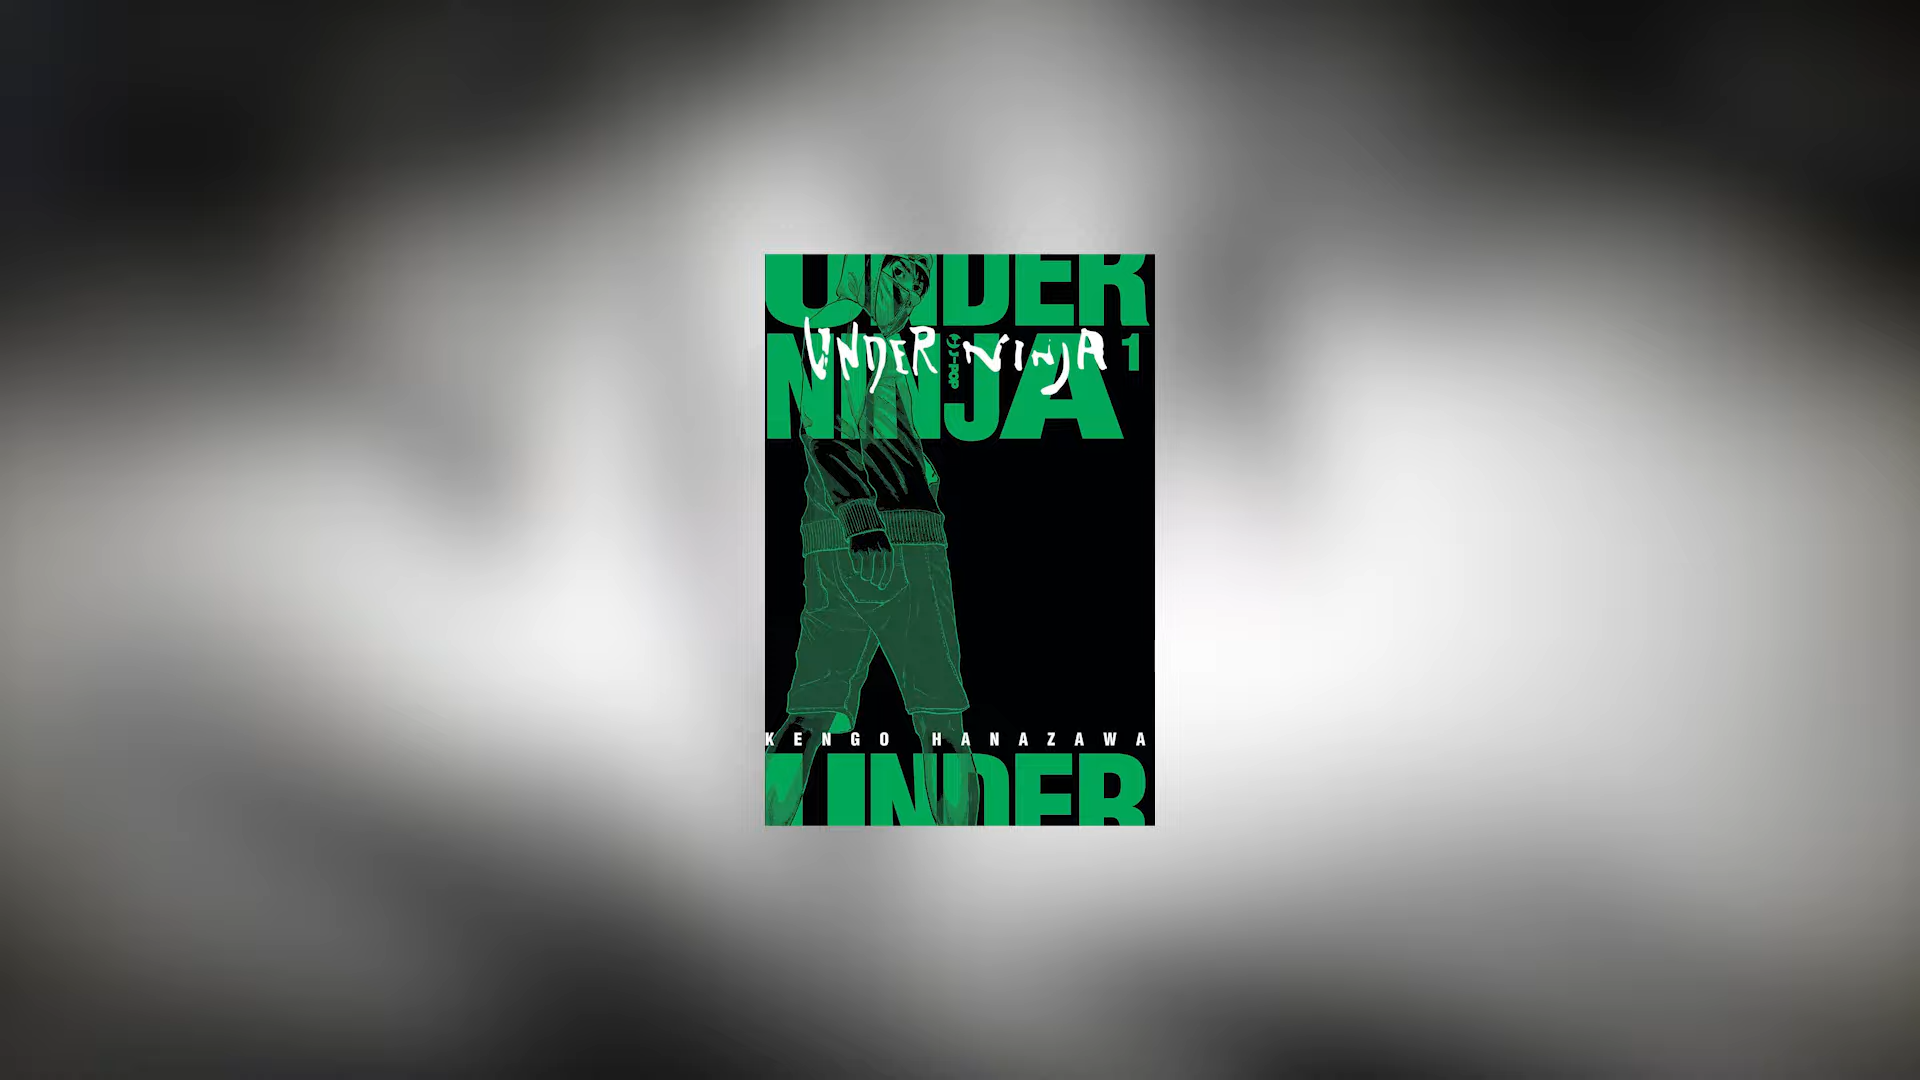 UNDER
UNDER NINJA 1
J-POP
NINJA
KENGO HANAZAWA
UNDER